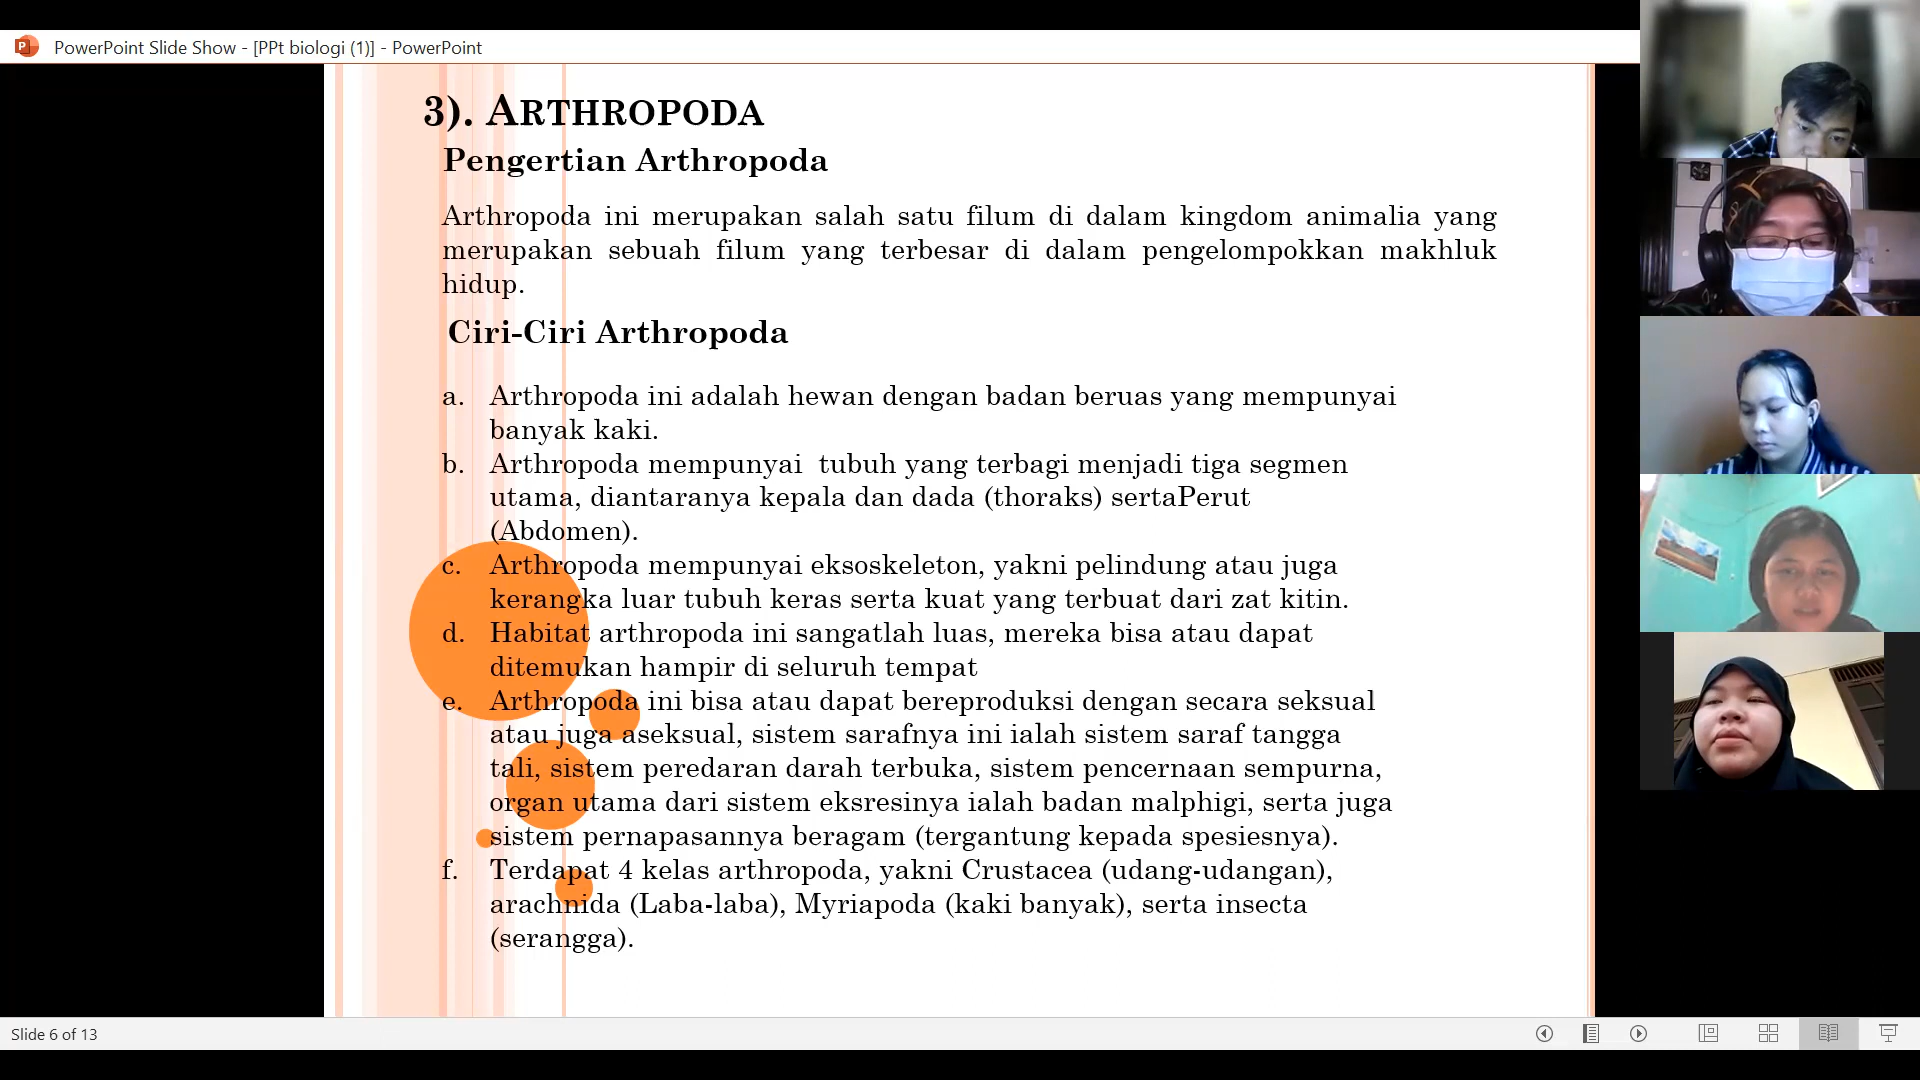 PowerPoint Slide Show - [PPt biologi (1)] - PowerPoint
3). ARTHROPODA
Pengertian Arthropoda
Arthropoda ini merupakan salah satu filum di dalam kingdom animalia yang
merupakan sebuah filum yang terbesar di dalam pengelompokkan makhluk
hidup.
Ciri-Ciri Arthropoda
a. Arthropoda ini adalah hewan dengan badan beruas yang mempunyai
banyak kaki.
b. Arthropoda mempunyai  tubuh yang terbagi menjadi tiga segmen
utama, diantaranya kepala dan dada (thoraks) sertaPerut
(Abdomen).
c. Arthropoda mempunyai eksoskeleton, yakni pelindung atau juga
kerangka luar tubuh keras serta kuat yang terbuat dari zat kitin.
d. Habitat arthropoda ini sangatlah luas, mereka bisa atau dapat
ditemukan hampir di seluruh tempat
e. Arthropoda ini bisa atau dapat bereproduksi dengan secara seksual
atau juga aseksual, sistem sarafnya ini ialah sistem saraf tangga
tali, sistem peredaran darah terbuka, sistem pencernaan sempurna,
organ utama dari sistem eksresinya ialah badan malphigi, serta juga
sistem pernapasannya beragam (tergantung kepada spesiesnya).
f. Terdapat 4 kelas arthropoda, yakni Crustacea (udang-udangan),
arachnida (Laba-laba), Myriapoda (kaki banyak), serta insecta
(serangga).
Slide 6 of 13